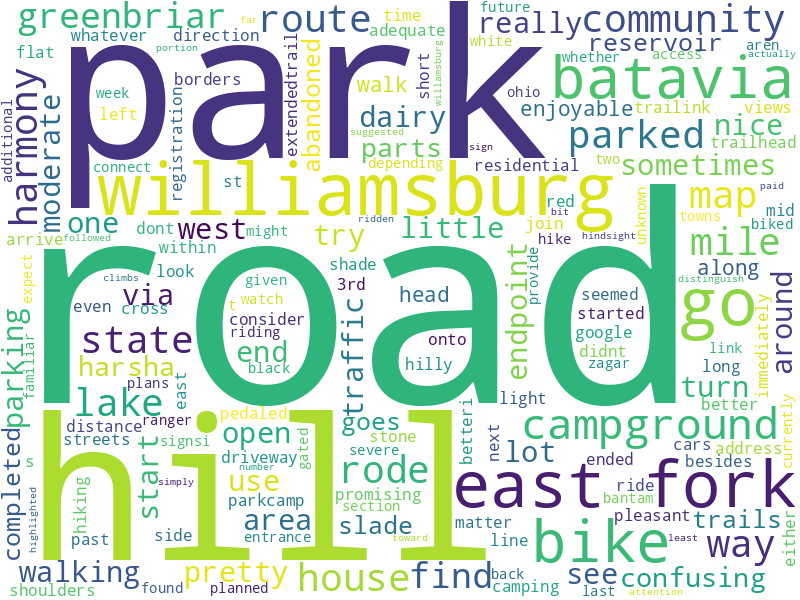 greenbriar whatever direction route time adequate future really community
flat park reservoir white aren
additional harmony moderate borders week left registration extendedtrail abandoned walk short ohio access whether actually
portion williamsburg batavia
dairy enjoyable trailink views
suggested parked nice trailhead
connect parts sign
depending residential two sometimes
williamsburg map paid
one st dont west might ridden try little join red bit unknown towns mid biked
arrive followed within hike hindsight mile
expect climbs look shade road provide distinguish along
even via cross given watch 3rd head endpoint seemed go
t consider riding started around
state familiar onto google immediately
parking harsha end black traffic hilly didnt zagar link long
plans turn better
lake east pedaled light
ranger goes campground currently
completed distance streets signsi open stone betteri next lot cars address
s start driveway gated severe besides
hiking number rode ended
simply use promising east fork ride bantam
highlighted parkcamp section pleasant least trails
hill area slade matter
past side entrance line bike way either
walking pretty house find back see confusing
shoulders found planned toward camping last attention